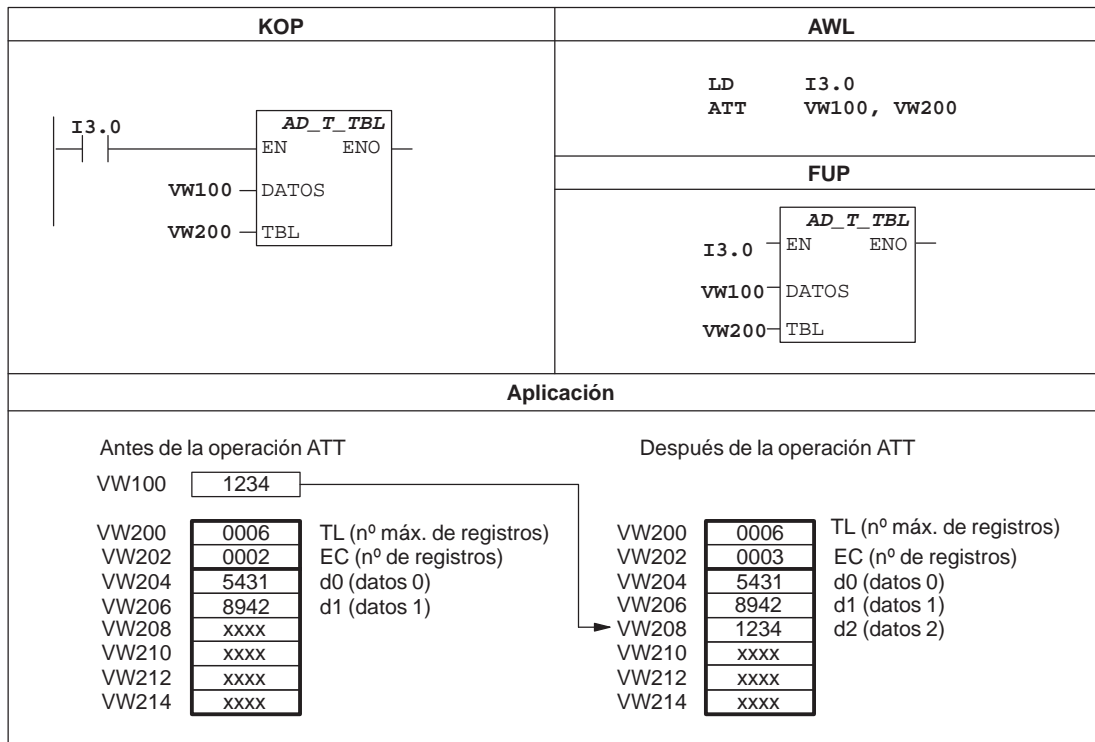 KOP
I3.0
AD_T_TBL
EN ENO
VW100 DATOS
VW200 TBL
AWL
LD I3.0
ATT VW100, VW200
FUP
AD_T_TBL
I3.0 EN ENO
VW100 DATOS
VW200 TBL
Aplicación
Antes de la operación ATT
VW100 1234
VW200 0006 TL (nº máx. de registros)
VW202 0002 EC (nº de registros)
VW204 5431 d0 (datos 0)
VW206 8942 d1 (datos 1)
VW208 xxxx
VW210 xxxx
VW212 xxxx
VW214 xxxx
Después de la operación ATT
VW200 0006 TL (nº máx. de registros)
VW202 0003 EC (nº de registros)
VW204 5431 d0 (datos 0)
VW206 8942 d1 (datos 1)
VW208 1234 d2 (datos 2)
VW210 xxxx
VW212 xxxx
VW214 xxxx